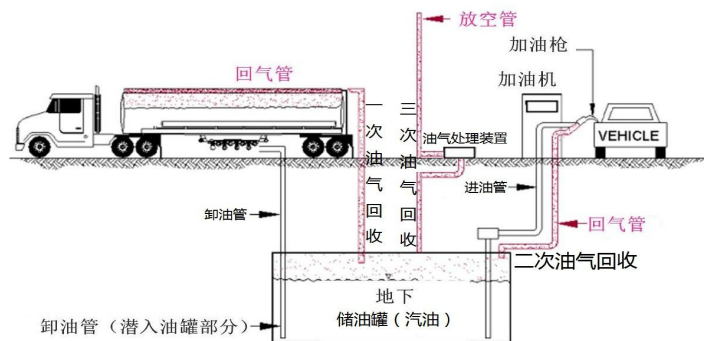 放空管
加油枪
回气管
加油机
一次油气回收
三次油气回收
油气处理装置
VEHICLE
卸油管
进油管
回气管
二次油气回收
地下
储油罐（汽油）
卸油管（潜入油罐部分）